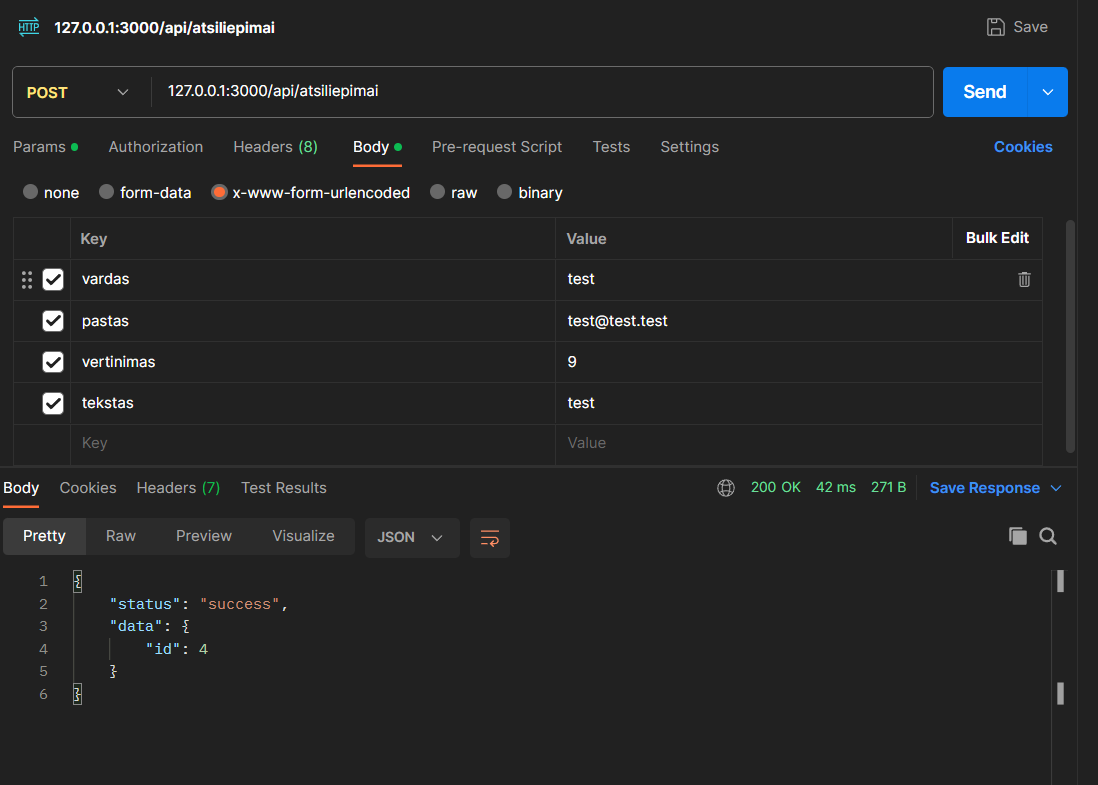 HTTP 127.0.0.1:3000/api/atsiliepimai Save
POST 127.0.0.1:3000/api/atsiliepimai Send
Params Authorization Headers (8) Body Pre-request Script Tests Settings Cookies
none form-data x-www-form-urlencoded raw binary
Key Value Bulk Edit
vardas test
pastas test@test.test
vertinimas 9
tekstas test
Key Value
Body Cookies Headers (7) Test Results 200 OK 42 ms 271 B Save Response
Pretty Raw Preview Visualize JSON
1 {
2 "status": "success",
3 "data": {
4 "id": 4
5 }
6 }